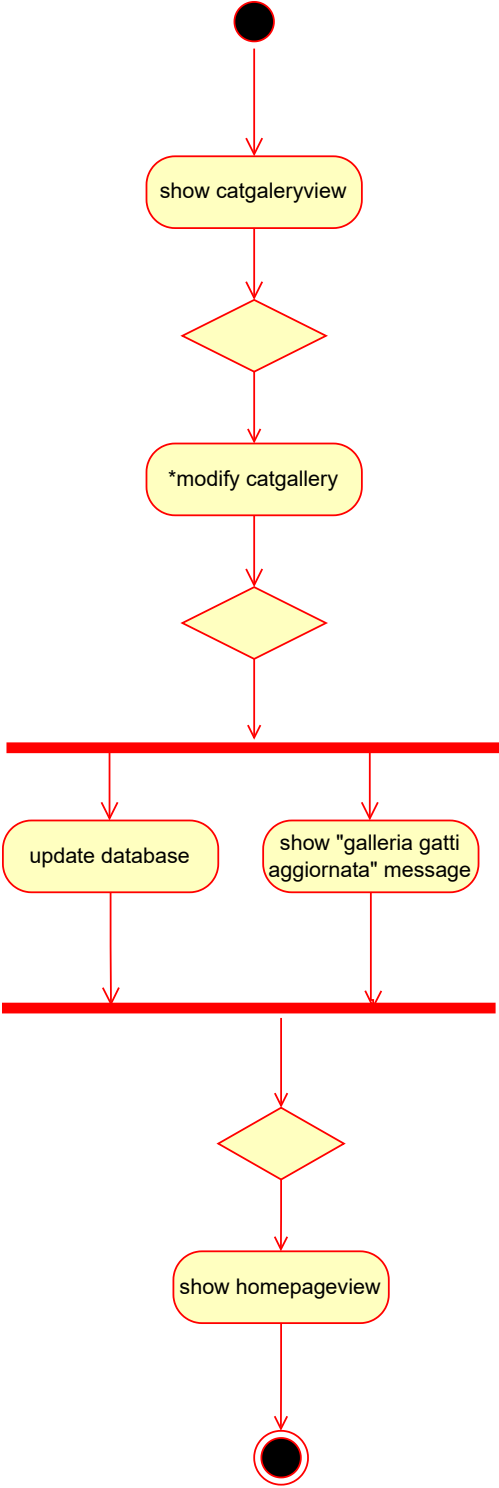 show catgaleryview
*modify catgallery
update database
show "galleria gatti
aggiornata" message
show homepageview